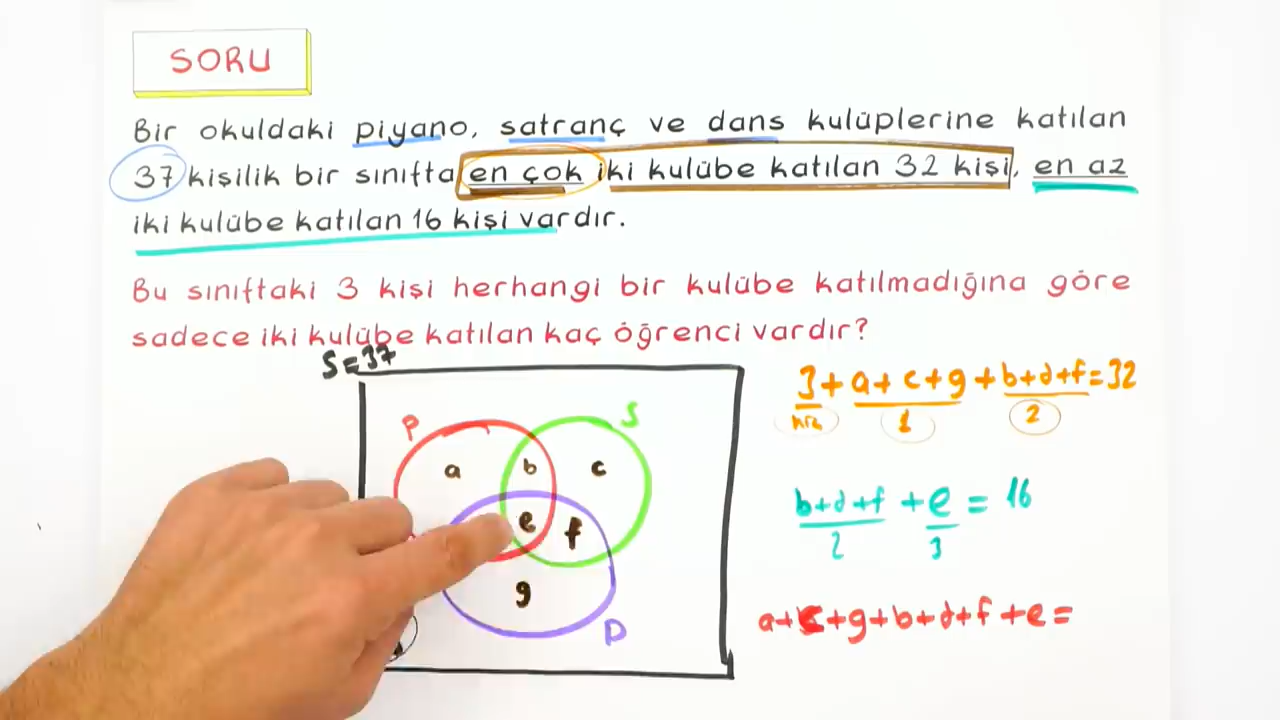 SORU
Bir okuldaki piyano, satranç ve dans kulüplerine katılan
37 kişilik bir sınıfta en çok iki kulübe katılan 32 kişi, en az
iki kulübe katılan 16 kişi vardır.
Bu sınıftaki 3 kişi herhangi bir kulübe katılmadığına göre
sadece iki kulübe katılan kaç öğrenci vardır?
S=37
P
S
a
b
c
e
f
g
D
3+a+c+g+b+d+f=32
hiç 1 2
b+d+f+e=16
2 3
a+c+g+b+d+f+e=